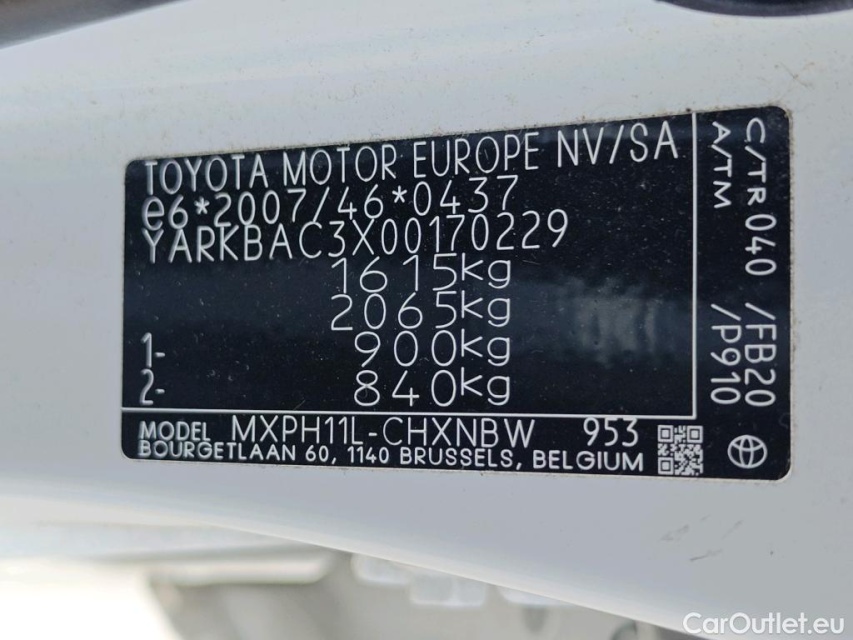 TOYOTA MOTOR EUROPE NV/SA
e6*2007/46*0437
YARKBAC3X00170229
1615kg
2065kg
1- 900kg
2- 840kg
MODEL MXPH11L-CHXNBW 953
BOURGETLAAN 60, 1140 BRUSSELS, BELGIUM
C/TR 040 /FB20
A/TM /P910
CarOutlet.eu